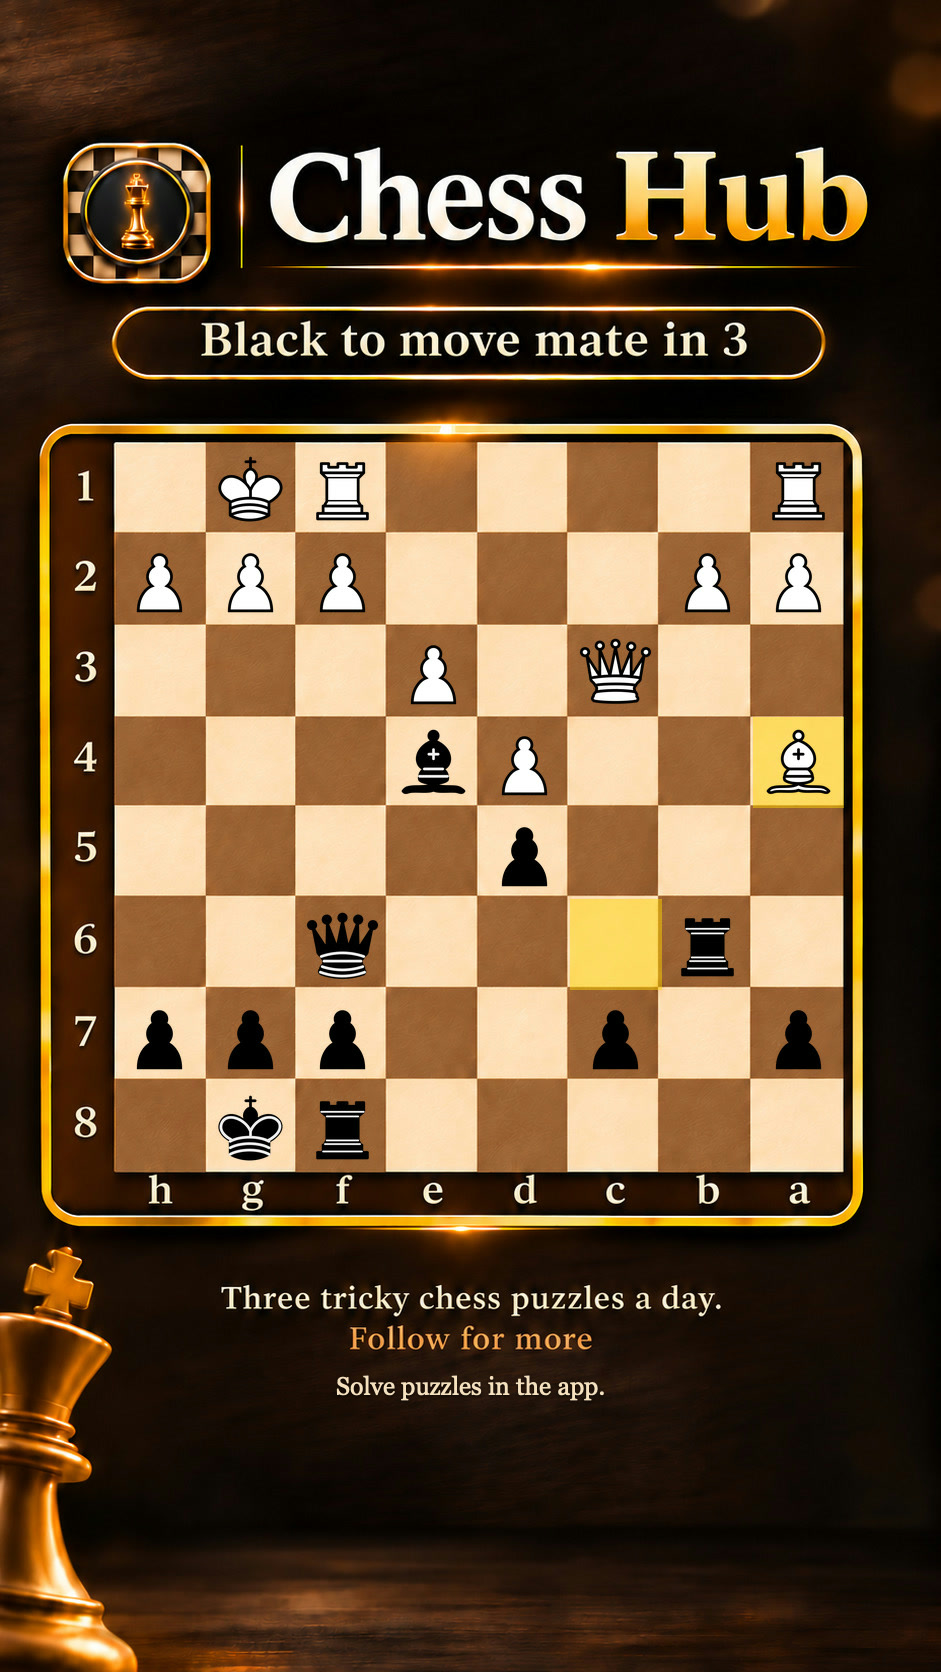 Chess Hub
Black to move mate in 3
1
2
3
4
5
6
7
8
h g f e d c b a
Three tricky chess puzzles a day.
Follow for more
Solve puzzles in the app.